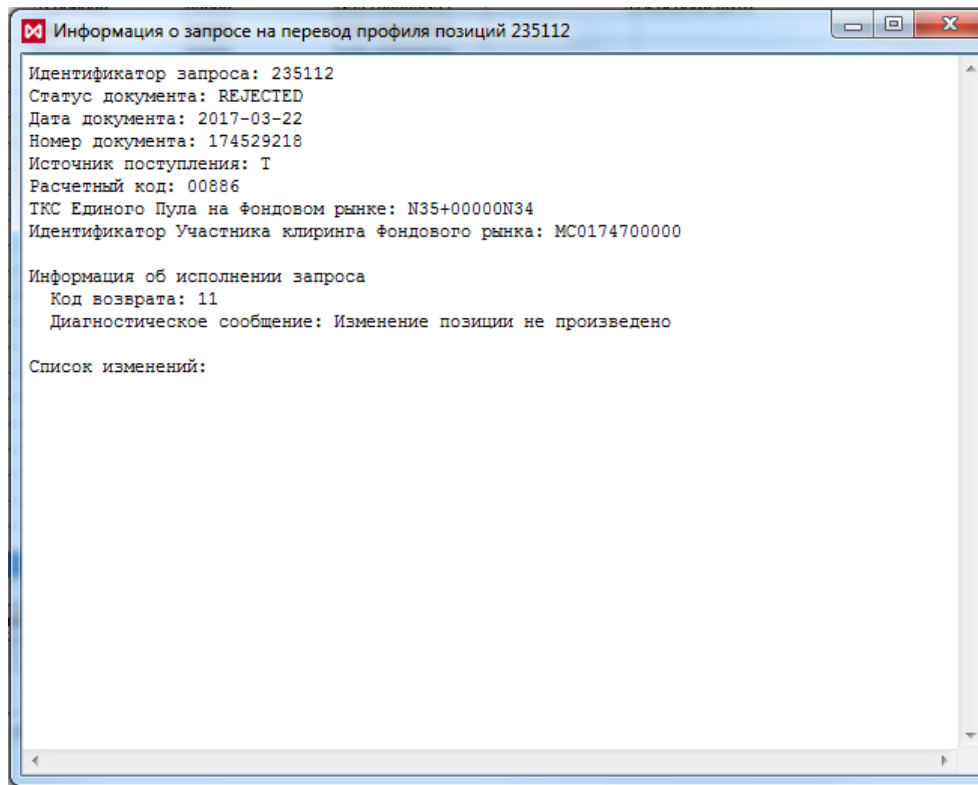 Информация о запросе на перевод профиля позиций 235112
Идентификатор запроса: 235112
Статус документа: REJECTED
Дата документа: 2017-03-22
Номер документа: 174529218
Источник поступления: T
Расчетный код: 00886
ТКС Единого Пула на Фондовом рынке: N35+00000N34
Идентификатор Участника клиринга Фондового рынка: MC0174700000
Информация об исполнении запроса
Код возврата: 11
Диагностическое сообщение: Изменение позиции не произведено
Список изменений: